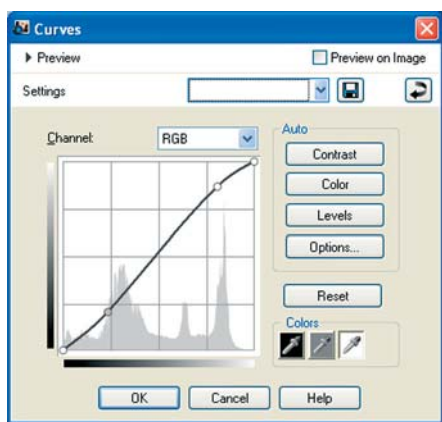 Curves
Preview
Preview on Image
Settings
Channel:
RGB
Auto
Contrast
Color
Levels
Options...
Reset
Colors
OK
Cancel
Help